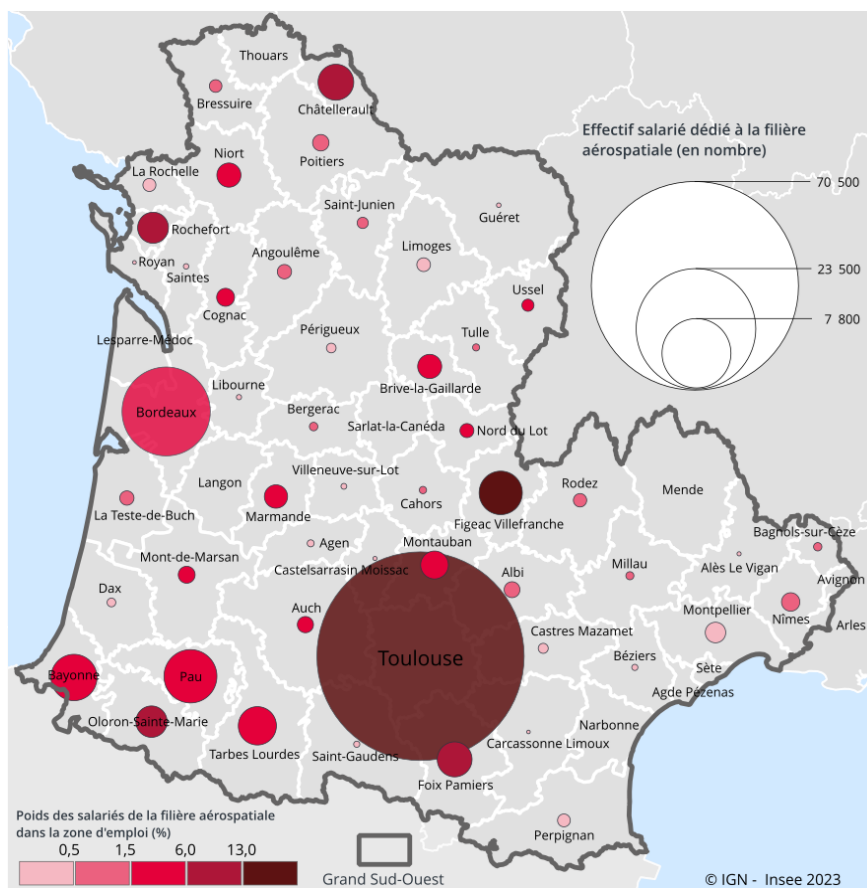 Thouars
Bressuire
Châtellerault
Effectif salarié dédié à la filière
aérospatiale (en nombre)
Niort
Poitiers
La Rochelle
70 500
Saint-Junien
Guéret
Rochefort
Limoges
Royan
Saintes
Angoulême
23 500
Ussel
Cognac
7 800
Périgueux
Tulle
Lesparre-Médoc
Libourne
Brive-la-Gaillarde
Bordeaux
Bergerac
Sarlat-la-Canéda
Nord du Lot
Villeneuve-sur-Lot
Langon
Rodez
Mende
Cahors
La Teste-de-Buch
Marmande
Figeac Villefranche
Agen
Montauban
Bagnols-sur-Cèze
Mont-de-Marsan
Castelsarrasin Moissac
Albi
Millau
Alès Le Vigan
Avignon
Dax
Auch
Montpellier
Nîmes
Arles
Castres Mazamet
Toulouse
Béziers
Sète
Bayonne
Pau
Agde Pézenas
Oloron-Sainte-Marie
Narbonne
Carcassonne Limoux
Tarbes Lourdes
Saint-Gaudens
Foix Pamiers
Perpignan
Poids des salariés de la filière aérospatiale
dans la zone d'emploi (%)
0,5 1,5 6,0 13,0
Grand Sud-Ouest
© IGN - Insee 2023